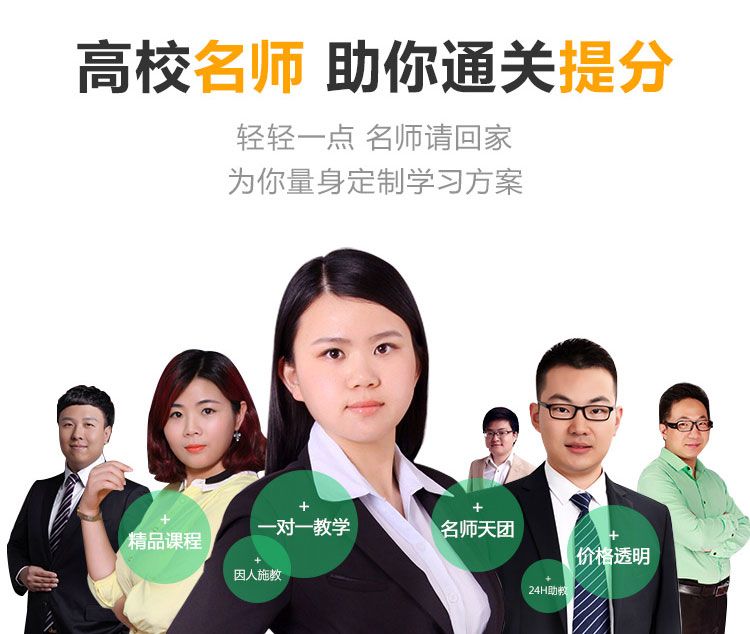 高校名师 助你通关提分
轻轻一点 名师请回家
为你量身定制学习方案
+
精品课程
+
一对一教学
+
因人施教
+
名师天团
+
24H助教
+
价格透明